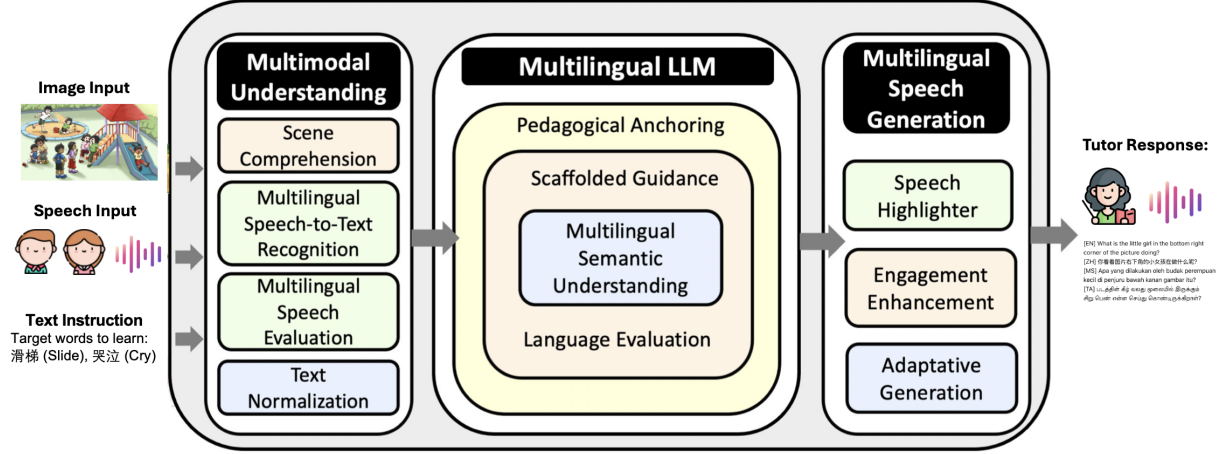 Image Input
Speech Input
Text Instruction
Target words to learn:
滑梯 (Slide), 哭泣 (Cry)
Multimodal
Understanding
Scene
Comprehension
Multilingual
Speech-to-Text
Recognition
Multilingual
Speech
Evaluation
Text
Normalization
Multilingual LLM
Pedagogical Anchoring
Scaffolded Guidance
Multilingual
Semantic
Understanding
Language Evaluation
Multilingual
Speech
Generation
Speech
Highlighter
Engagement
Enhancement
Adaptative
Generation
Tutor Response:
[EN] What is the little girl in the bottom right
corner of the picture doing?
[ZH] 你看看图片右下角的小女孩在做什么呢?
[MS] Apa yang dilakukan oleh budak perempuan
kecil di penjuru bawah kanan gambar itu?
[TA] படத்தின் கீழ் வலது மூலையில் இருக்கும்
சிறு பெண் என்ன செய்து கொண்டிருக்கிறாள்?